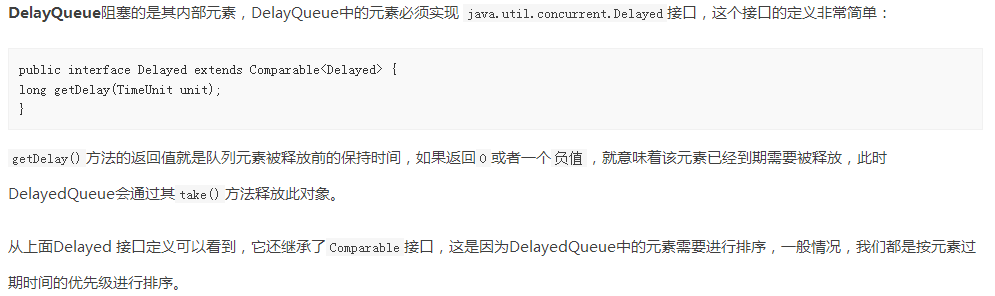 DelayQueue阻塞的是其内部元素，DelayQueue中的元素必须实现 java.util.concurrent.Delayed 接口，这个接口的定义非常简单：
public interface Delayed extends Comparable<Delayed> {
long getDelay(TimeUnit unit);
}
getDelay() 方法的返回值就是队列元素被释放前的保持时间，如果返回 0 或者一个 负值 ，就意味着该元素已经到期需要被释放，此时
DelayedQueue会通过其 take() 方法释放此对象。
从上面Delayed 接口定义可以看到，它还继承了 Comparable 接口，这是因为DelayedQueue中的元素需要进行排序，一般情况，我们都是按元素过
期时间的优先级进行排序。